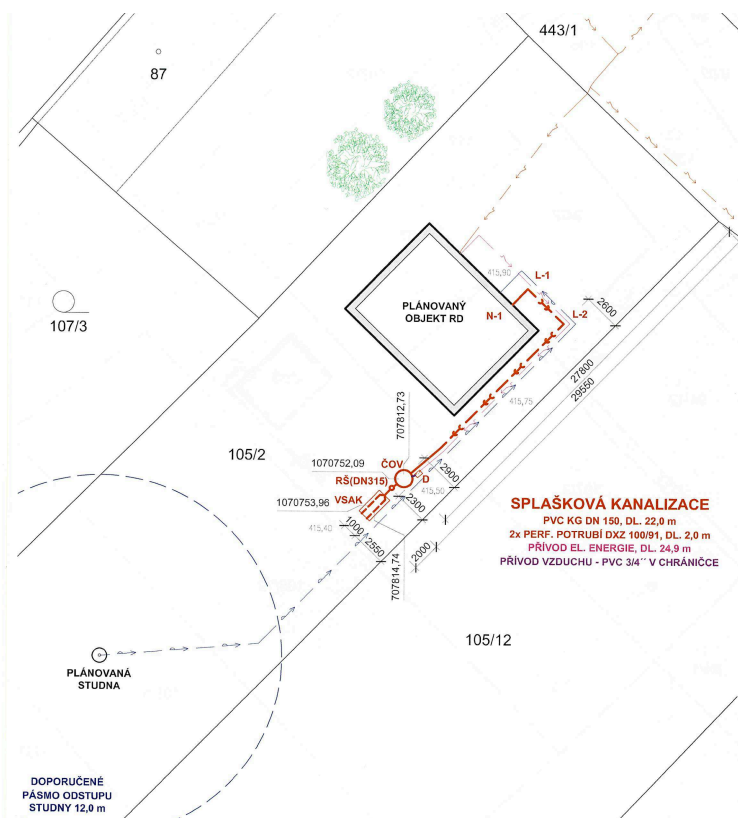 443/1
87
107/3
415,90
L-1
PLÁNOVANÝ
OBJEKT RD
N-1
L-2
2600
27800
29550
415,75
707812,73
105/2
1070752,09
ČOV
RŠ(DN315)
D
2900
415,50
1070753,96
VSAK
2300
415,40
1000
2550
2000
707814,74
SPLAŠKOVÁ KANALIZACE
PVC KG DN 150, DL. 22,0 m
2x PERF. POTRUBÍ DXZ 100/91, DL. 2,0 m
PŘÍVOD EL. ENERGIE, DL. 24,9 m
PŘÍVOD VZDUCHU - PVC 3/4´´ V CHRÁNIČCE
105/12
PLÁNOVANÁ
STUDNA
DOPORUČENÉ
PÁSMO ODSTUPU
STUDNY 12,0 m